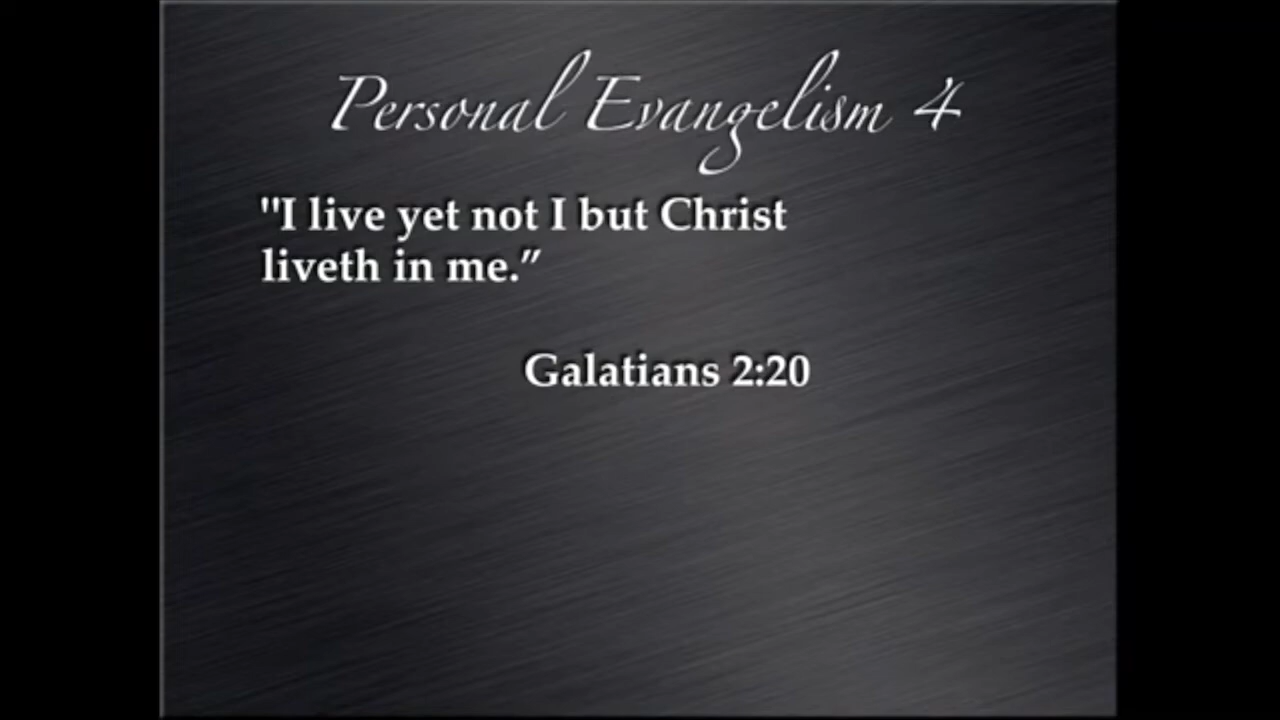 Personal Evangelism 4
"I live yet not I but Christ
liveth in me.”
Galatians 2:20